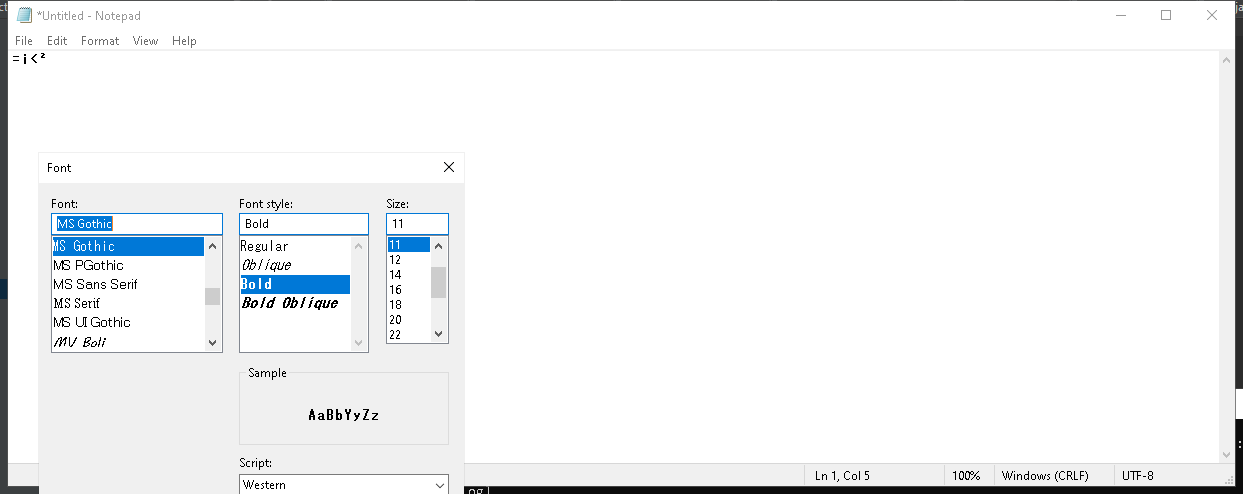 *Untitled - Notepad
File Edit Format View Help
=¡<²
Font
Font: Font style: Size:
MS Gothic Bold 11
MS Gothic Regular 11
MS PGothic Oblique 12
MS Sans Serif Bold 14
MS Serif Bold Oblique 16
MS UI Gothic 18
MV Boli 20
22
Sample
AaBbYyZz
Script:
Western
Ln 1, Col 5 100% Windows (CRLF) UTF-8